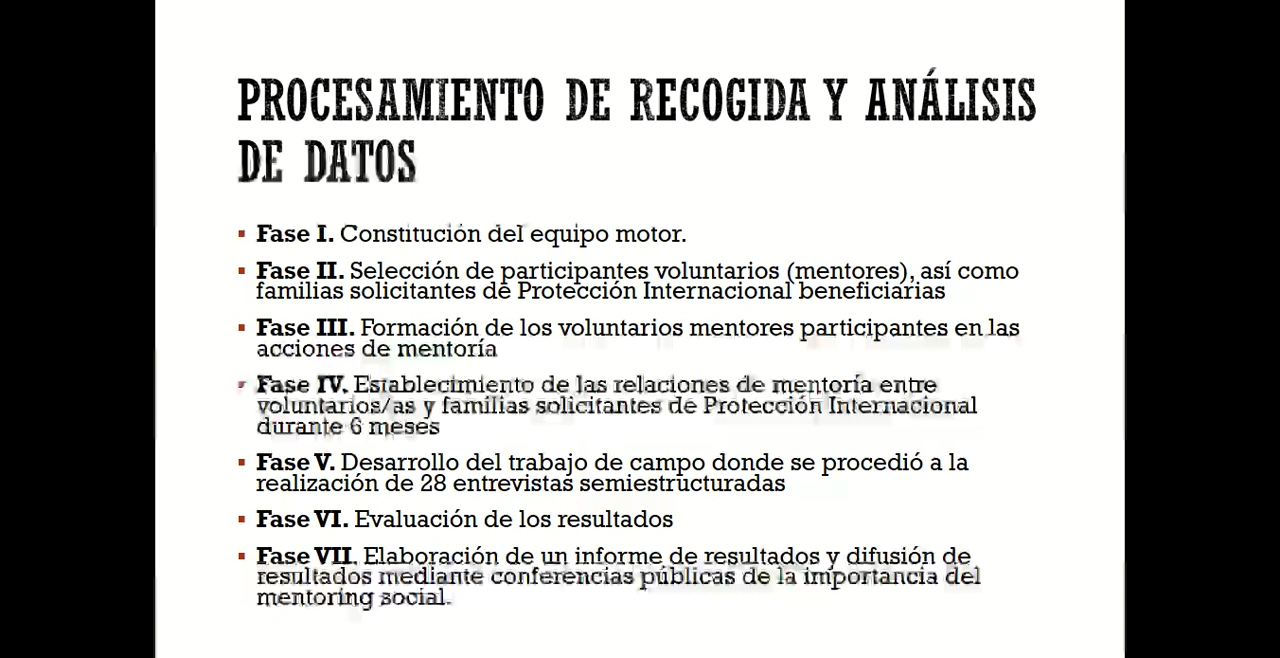 PROCESAMIENTO DE RECOGIDA Y ANÁLISIS
DE DATOS
▪ Fase I. Constitución del equipo motor.
▪ Fase II. Selección de participantes voluntarios (mentores), así como
familias solicitantes de Protección Internacional beneficiarias
▪ Fase III. Formación de los voluntarios mentores participantes en las
acciones de mentoría
▪ Fase IV. Establecimiento de las relaciones de mentoría entre
voluntarios/as y familias solicitantes de Protección Internacional
durante 6 meses
▪ Fase V. Desarrollo del trabajo de campo donde se procedió a la
realización de 28 entrevistas semiestructuradas
▪ Fase VI. Evaluación de los resultados
▪ Fase VII. Elaboración de un informe de resultados y difusión de
resultados mediante conferencias públicas de la importancia del
mentoring social.